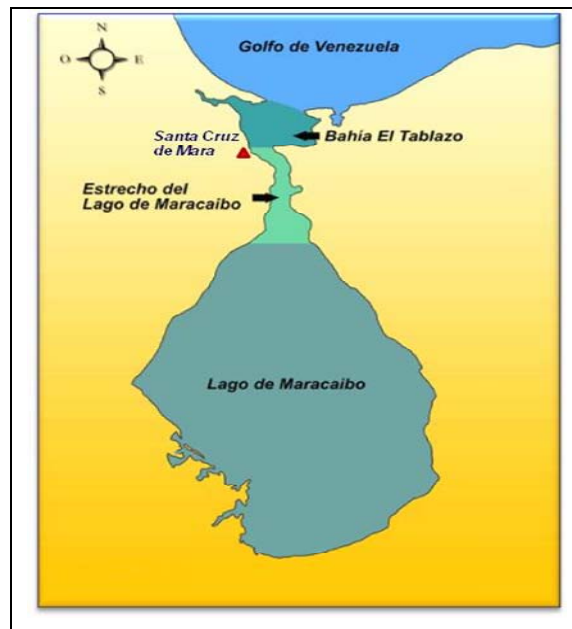 Golfo de Venezuela
N
O E
S
Santa Cruz
de Mara
Bahía El Tablazo
Estrecho del
Lago de Maracaibo
Lago de Maracaibo